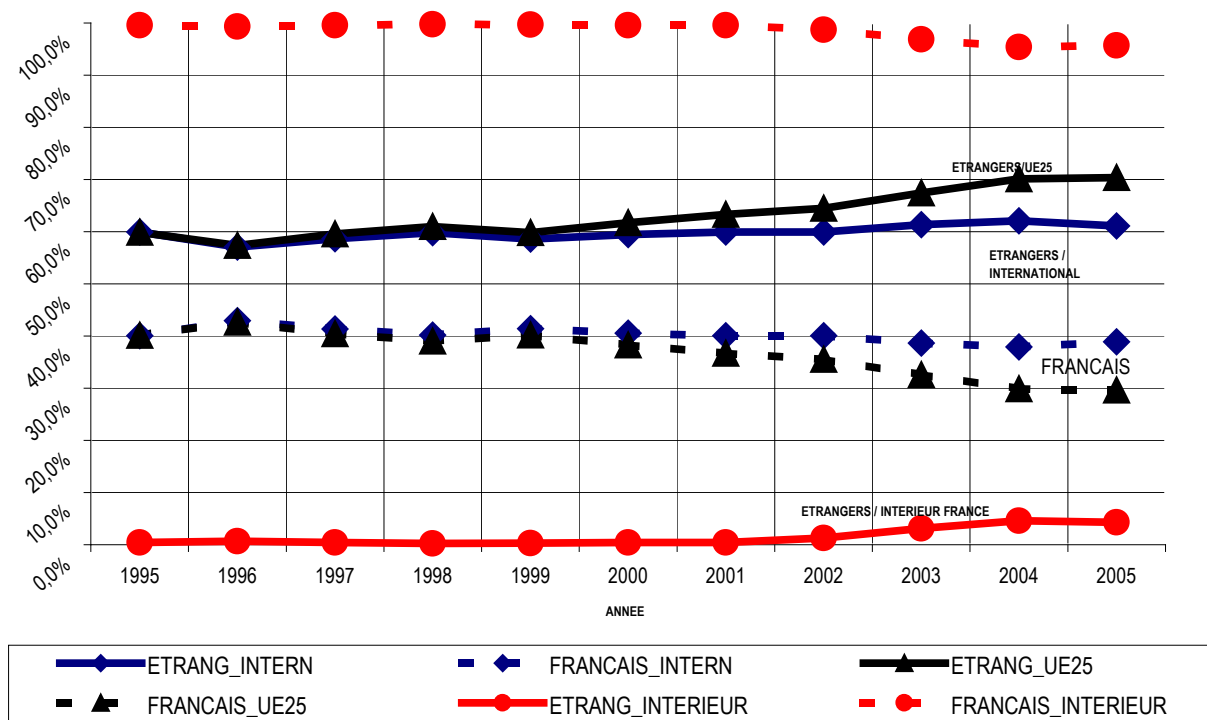 100,0%
90,0%
80,0%
70,0%
60,0%
50,0%
40,0%
30,0%
20,0%
10,0%
0,0%
ETRANGERS/UE25
ETRANGERS /
INTERNATIONAL
FRANCAIS
ETRANGERS / INTERIEUR FRANCE
1995 1996 1997 1998 1999 2000 2001 2002 2003 2004 2005
ANNEE
ETRANG_INTERN FRANCAIS_INTERN ETRANG_UE25
FRANCAIS_UE25 ETRANG_INTERIEUR FRANCAIS_INTERIEUR